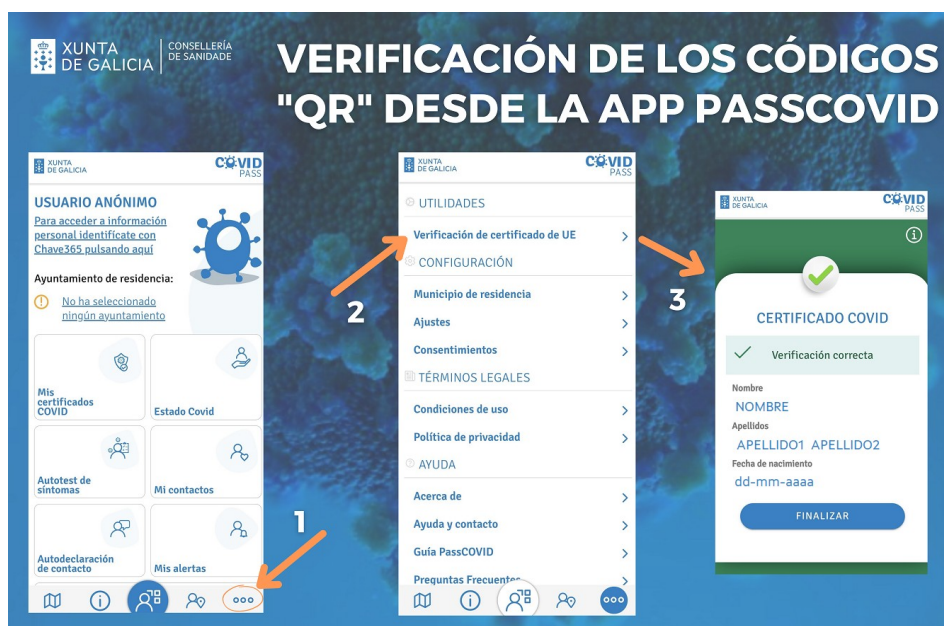 XUNTA
DE GALICIA
CONSELLERÍA
DE SANIDADE
VERIFICACIÓN DE LOS CÓDIGOS
"QR" DESDE LA APP PASSCOVID
XUNTA
DE GALICIA
COVID
PASS
USUARIO ANÓNIMO
Para acceder a información
personal identifícate con
Chave365 pulsando aquí
Ayuntamiento de residencia:
No ha seleccionado
ningún ayuntamiento
Mis
certificados
COVID
Estado Covid
Autotest de
síntomas
Mi contactos
Autodeclaración
de contacto
Mis alertas
1
XUNTA
DE GALICIA
COVID
PASS
UTILIDADES
Verificación de certificado de UE
CONFIGURACIÓN
Municipio de residencia
Ajustes
Consentimientos
TÉRMINOS LEGALES
Condiciones de uso
Política de privacidad
AYUDA
Acerca de
Ayuda y contacto
Guía PassCOVID
Preguntas Frecuentes
2
3
XUNTA
DE GALICIA
COVID
PASS
CERTIFICADO COVID
Verificación correcta
Nombre
NOMBRE
Apellidos
APELLIDO1 APELLIDO2
Fecha de nacimiento
dd-mm-aaaa
FINALIZAR